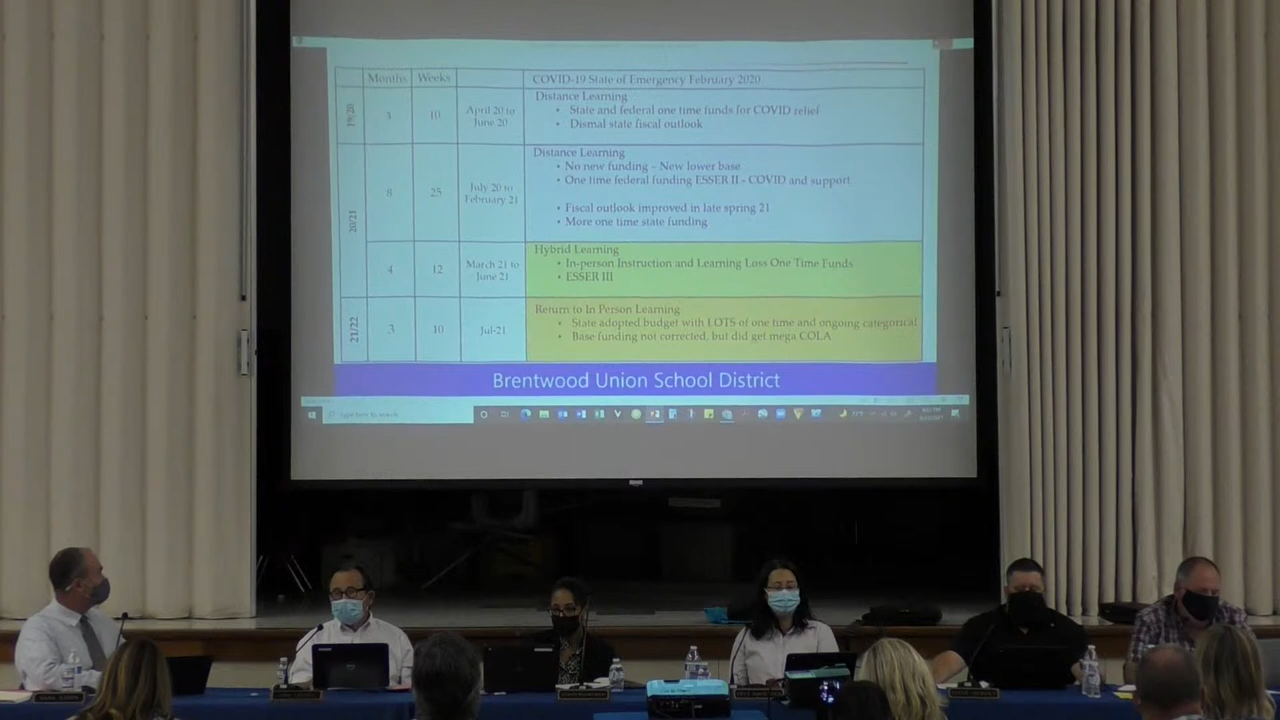 Months Weeks COVID-19 State of Emergency February 2020
19/20
3 10 April 20 to June 20
Distance Learning
• State and federal one time funds for COVID relief
• Dismal state fiscal outlook
20/21
8 25 July 20 to February 21
Distance Learning
• No new funding – New lower base
• One time federal funding ESSER II - COVID and support
• Fiscal outlook improved in late spring 21
• More one time state funding
4 12 March 21 to June 21
Hybrid Learning
• In-person Instruction and Learning Loss One Time Funds
• ESSER III
21/22
3 10 Jul-21
Return to In Person Learning
• State adopted budget with LOTS of one time and ongoing categorical
• Base funding not corrected, but did get mega COLA
Brentwood Union School District
Type here to search